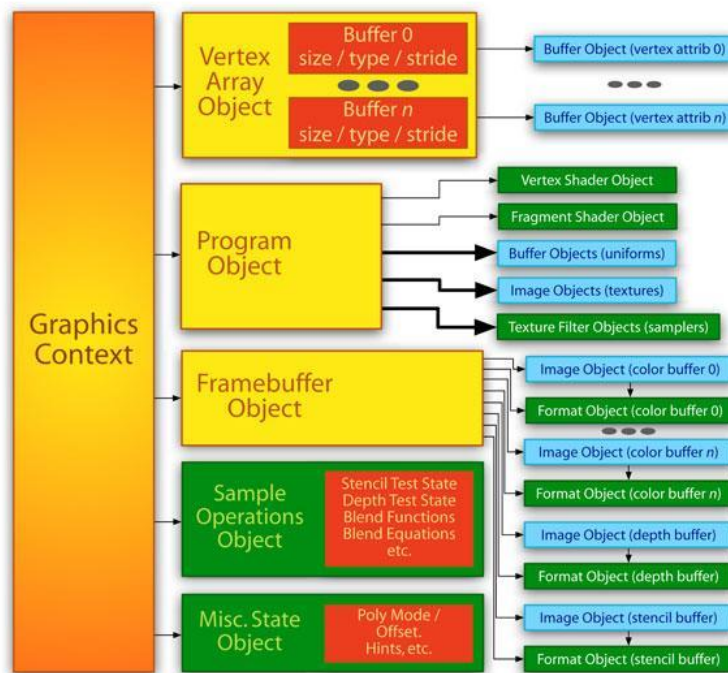 Graphics
Context
Vertex
Array
Object
Buffer 0
size / type / stride
Buffer n
size / type / stride
Buffer Object (vertex attrib 0)
Buffer Object (vertex attrib n)
Program
Object
Vertex Shader Object
Fragment Shader Object
Buffer Objects (uniforms)
Image Objects (textures)
Texture Filter Objects (samplers)
Framebuffer
Object
Image Object (color buffer 0)
Format Object (color buffer 0)
Image Object (color buffer n)
Format Object (color buffer n)
Image Object (depth buffer)
Format Object (depth buffer)
Image Object (stencil buffer)
Format Object (stencil buffer)
Sample
Operations
Object
Stencil Test State
Depth Test State
Blend Functions
Blend Equations
etc.
Misc. State
Object
Poly Mode /
Offset.
Hints, etc.